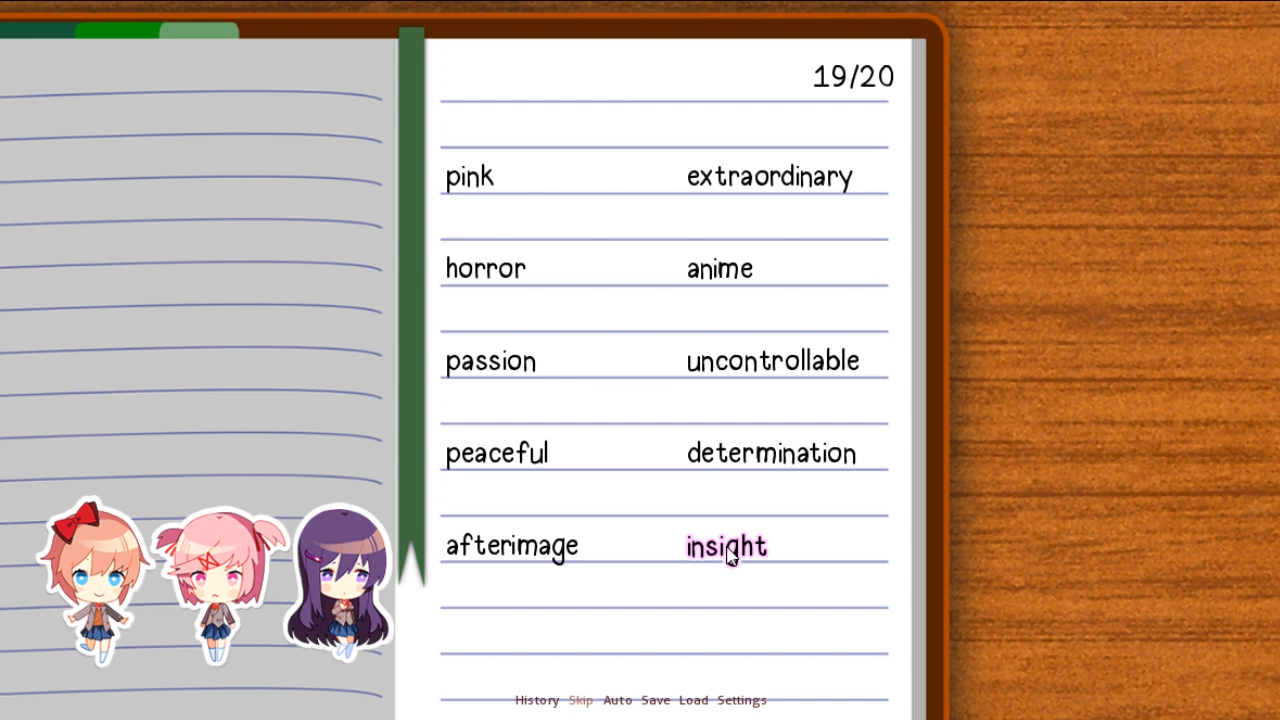 19/20
pink extraordinary
horror anime
passion uncontrollable
peaceful determination
afterimage insight
History Skip Auto Save Load Settings